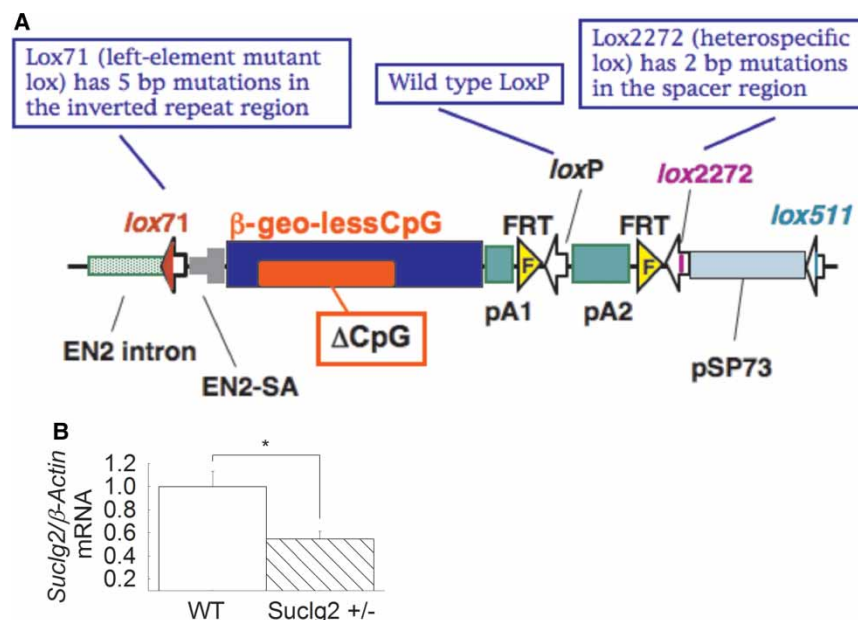 A
Lox71 (left-element mutant
lox) has 5 bp mutations in
the inverted repeat region
Wild type LoxP
Lox2272 (heterospecific
lox) has 2 bp mutations
in the spacer region
loxP
lox2272
lox71
β-geo-lessCpG
FRT
FRT
lox511
F
F
ΔCpG
pA1
pA2
EN2 intron
EN2-SA
pSP73
B
*
Suclg2/β-Actin
mRNA
1.2
1.0
0.8
0.6
0.4
0.2
WT
Suclg2 +/-